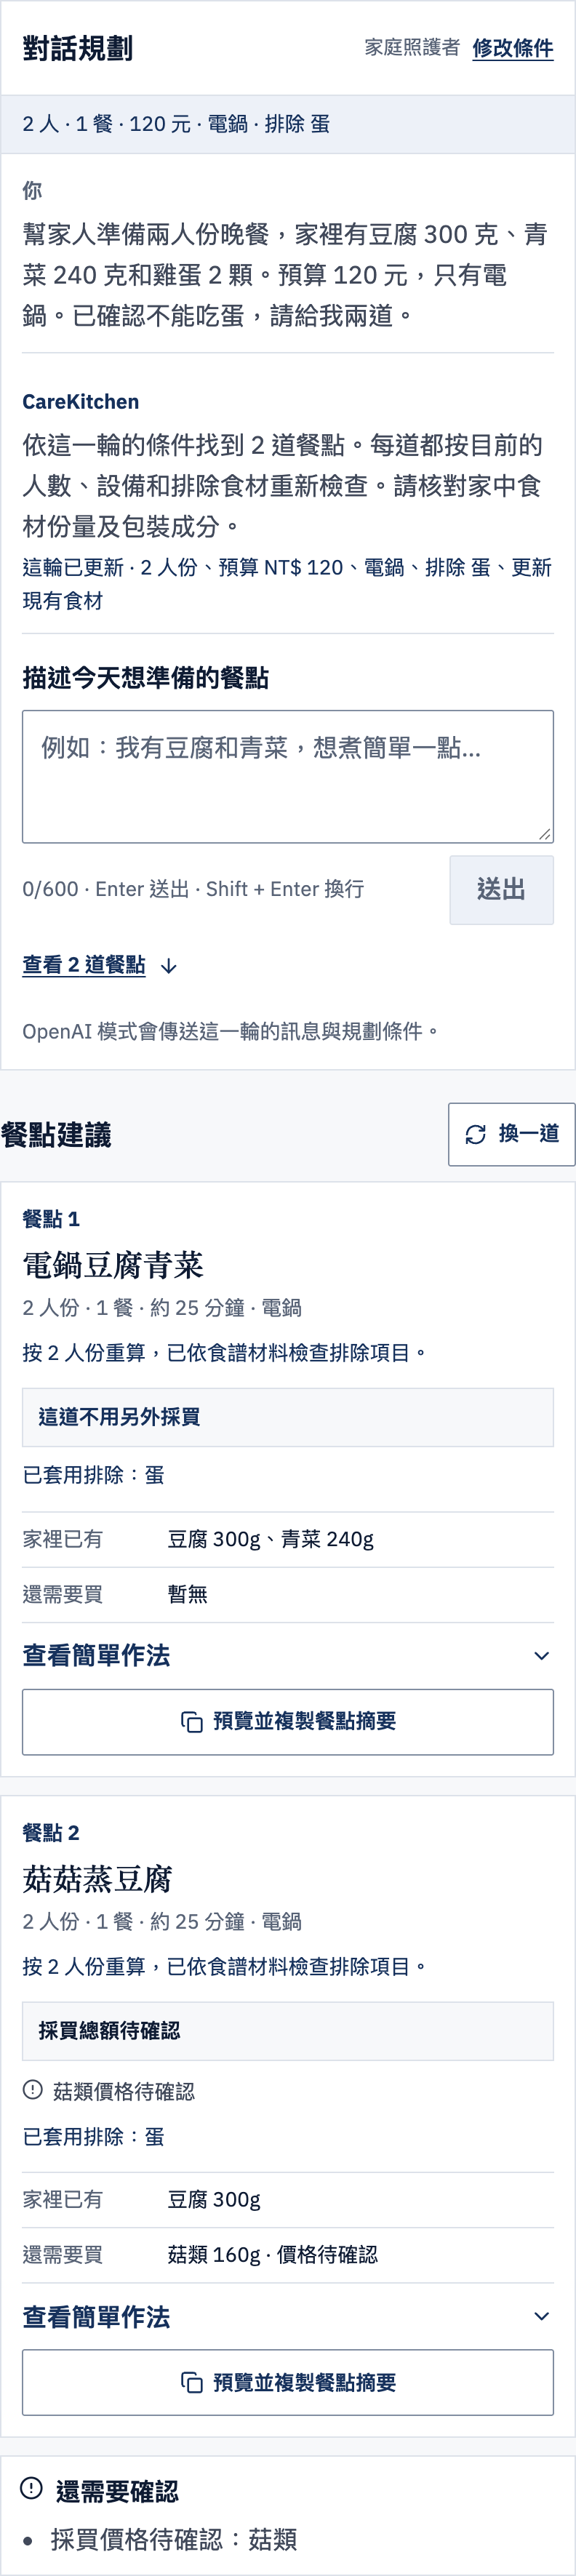 對話規劃
家庭照護者 修改條件
2 人 · 1 餐 · 120 元 · 電鍋 · 排除 蛋
你
幫家人準備兩人份晚餐，家裡有豆腐 300 克、青
菜 240 克和雞蛋 2 顆。預算 120 元，只有電
鍋。已確認不能吃蛋，請給我兩道。
CareKitchen
依這一輪的條件找到 2 道餐點。每道都按目前的
人數、設備和排除食材重新檢查。請核對家中食
材份量及包裝成分。
這輪已更新 · 2 人份、預算 NT$ 120、電鍋、排除 蛋、更新
現有食材
描述今天想準備的餐點
例如：我有豆腐和青菜，想煮簡單一點...
0/600 · Enter 送出 · Shift + Enter 換行
送出
查看 2 道餐點
OpenAI 模式會傳送這一輪的訊息與規劃條件。
餐點建議
換一道
餐點 1
電鍋豆腐青菜
2 人份 · 1 餐 · 約 25 分鐘 · 電鍋
按 2 人份重算，已依食譜材料檢查排除項目。
這道不用另外採買
已套用排除：蛋
家裡已有 豆腐 300g、青菜 240g
還需要買 暫無
查看簡單作法
預覽並複製餐點摘要
餐點 2
菇菇蒸豆腐
2 人份 · 1 餐 · 約 25 分鐘 · 電鍋
按 2 人份重算，已依食譜材料檢查排除項目。
採買總額待確認
菇類價格待確認
已套用排除：蛋
家裡已有 豆腐 300g
還需要買 菇類 160g · 價格待確認
查看簡單作法
預覽並複製餐點摘要
還需要確認
• 採買價格待確認：菇類